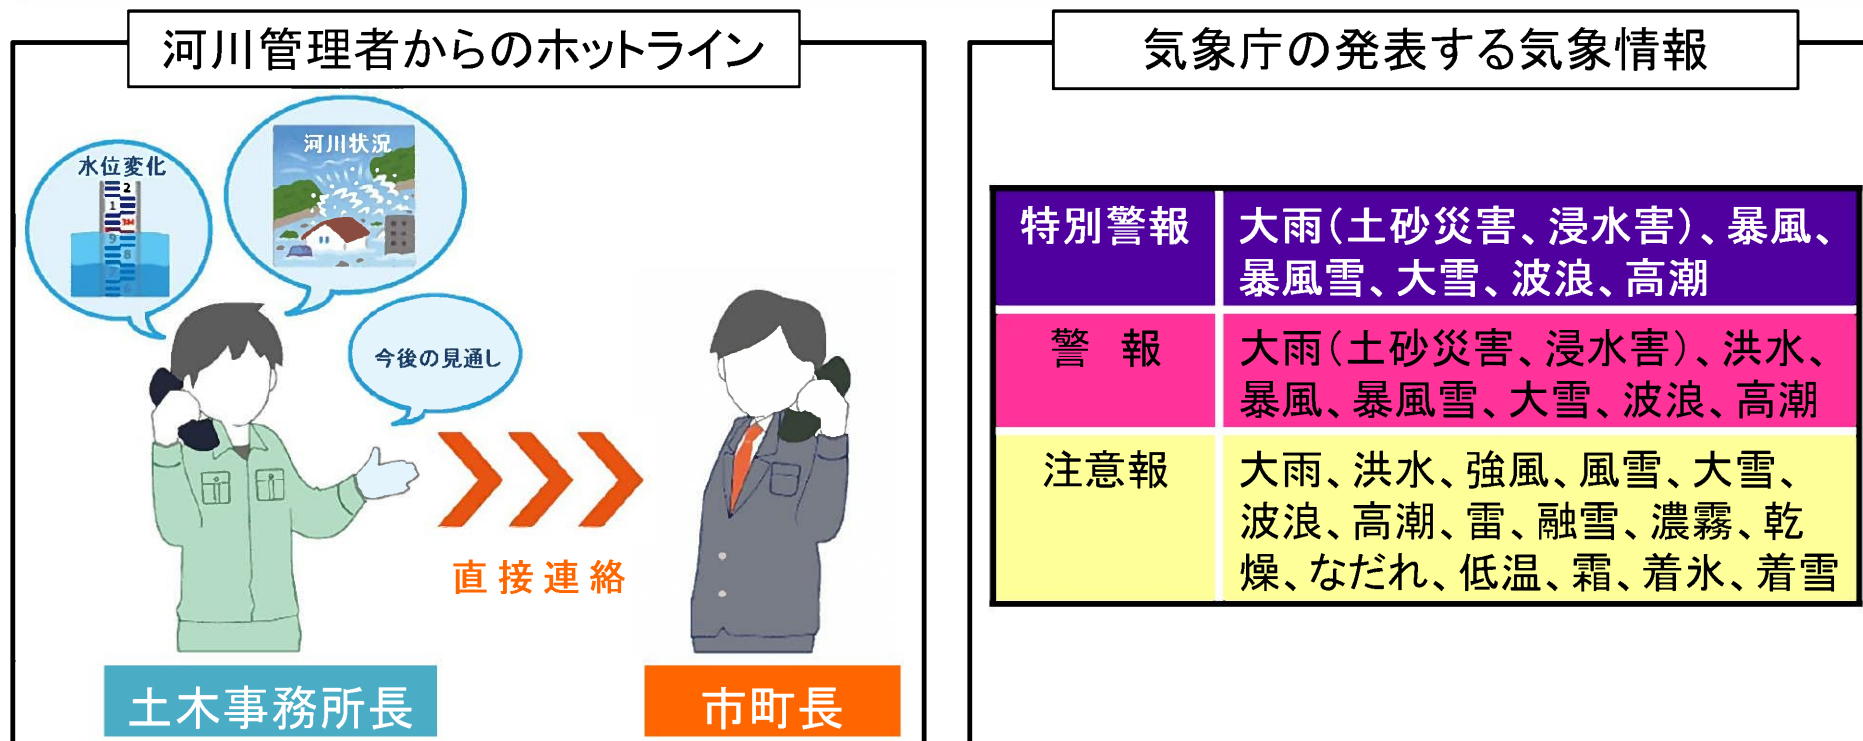 河川管理者からのホットライン
水位変化
2
1
3M
9
8
7
6
河川状況
今後の見通し
直接連絡
土木事務所長
市町長
気象庁の発表する気象情報
特別警報
大雨(土砂災害、浸水害)、暴風、
暴風雪、大雪、波浪、高潮
警　報
大雨(土砂災害、浸水害)、洪水、
暴風、暴風雪、大雪、波浪、高潮
注意報
大雨、洪水、強風、風雪、大雪、
波浪、高潮、雷、融雪、濃霧、乾
燥、なだれ、低温、霜、着氷、着雪